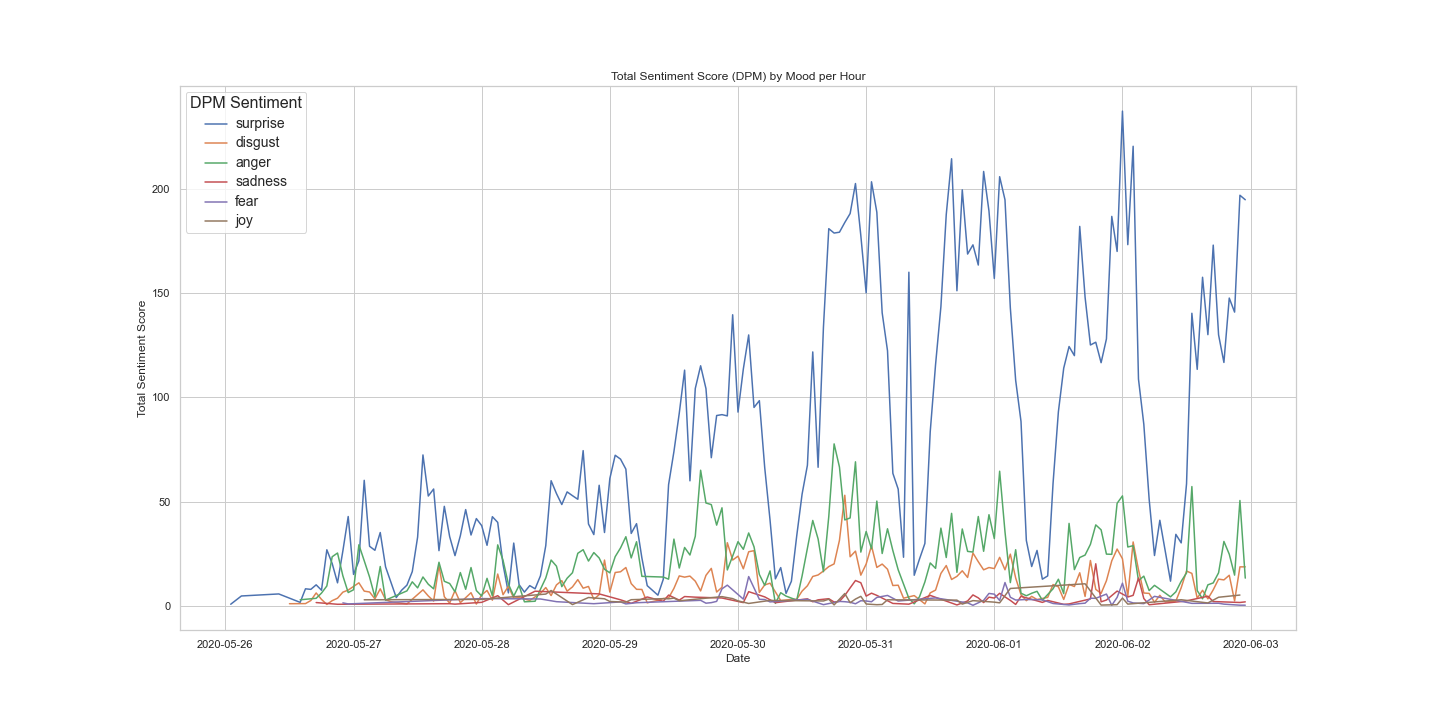 Total Sentiment Score (DPM) by Mood per Hour
DPM Sentiment
surprise
disgust
anger
sadness
fear
joy
Total Sentiment Score
200
150
100
50
0
2020-05-26
2020-05-27
2020-05-28
2020-05-29
2020-05-30
2020-05-31
2020-06-01
2020-06-02
2020-06-03
Date